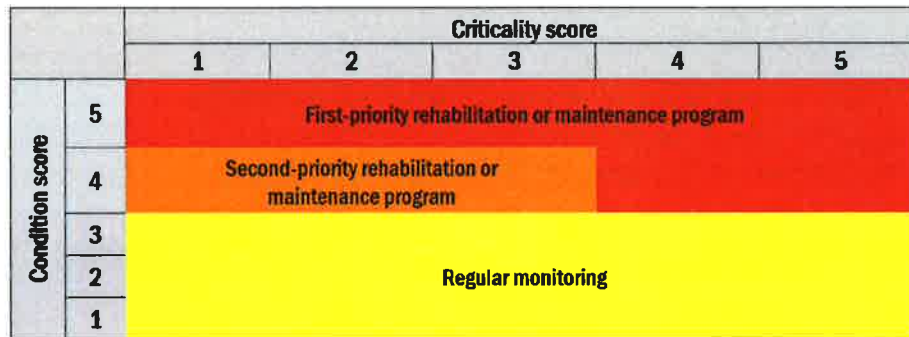 Criticality score
1 2 3 4 5
Condition score
5 First-priority rehabilitation or maintenance program
4 Second-priority rehabilitation or
maintenance program
3
2 Regular monitoring
1